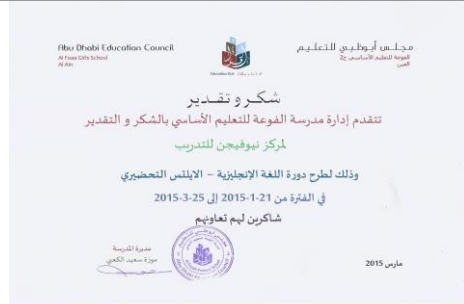 Abu Dhabi Education Council
Al Foaa Girls School
Al Ain
مجلس أبوظبي للتعليم
الفوعة للتعليم الأساسي ح2
العين
شكر و تقدير
تتقدم إدارة مدرسة الفوعة للتعليم الأساسي بالشكر و التقدير
لمركز نيوفيجن للتدريب
وذلك لطرح دورة اللغة الإنجليزية – الايلتس التحضيري
في الفترة من 21-1-2015 إلى 25-3-2015
شاكرين لهم تعاونهم
مديرة المدرسة
موزة سعيد الكعبي
مارس 2015